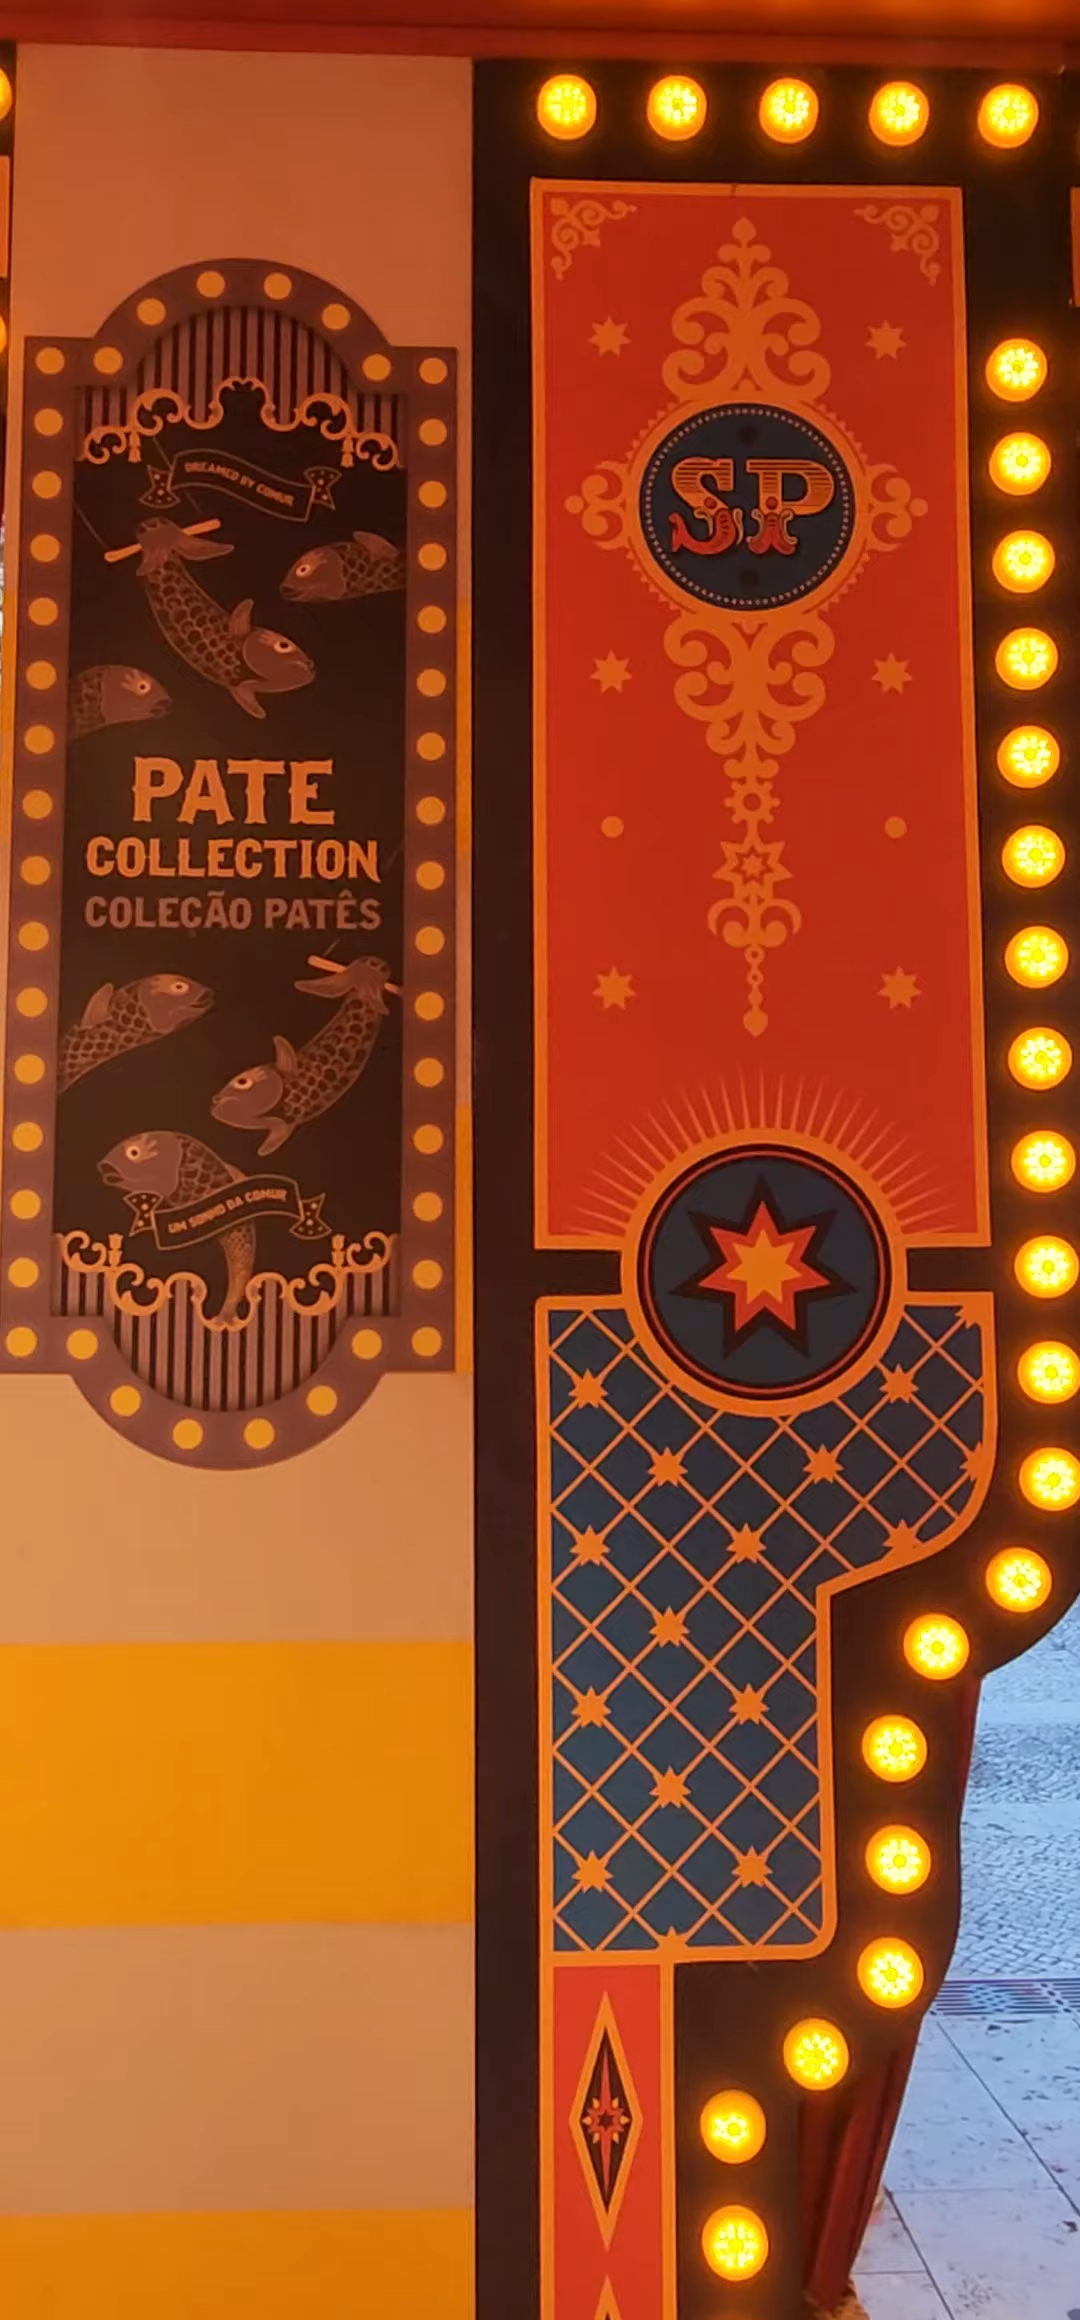 DREAMED BY COMUR
PATE
COLLECTION
COLEÇÃO PATÊS
UM SONHO DA COMUR
SP